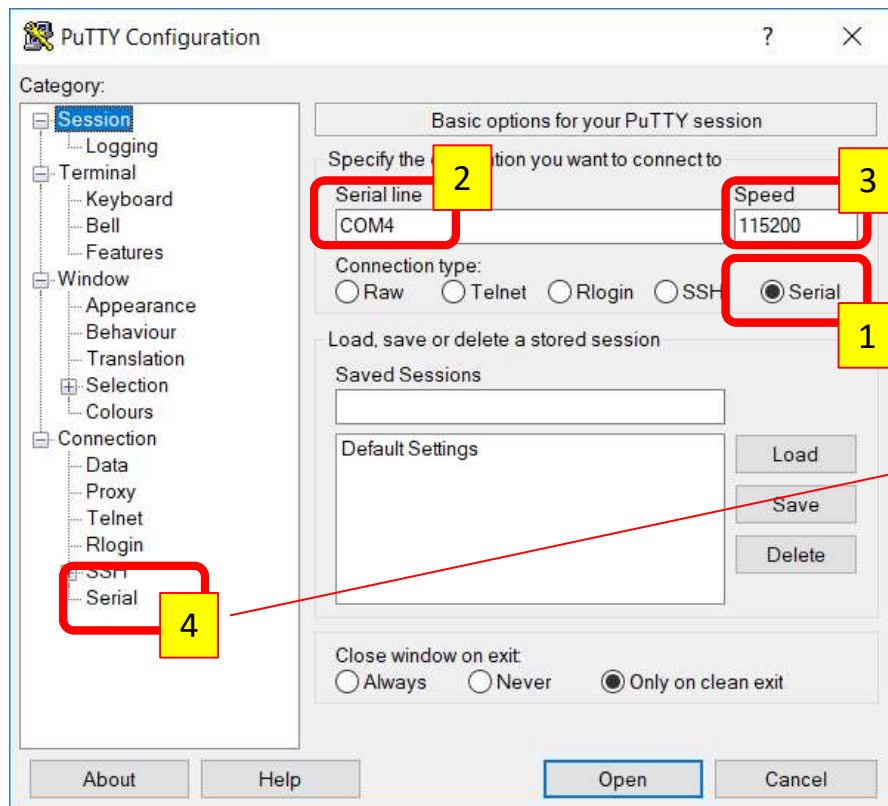 PuTTY Configuration
?
Category:
Session
Logging
Terminal
Keyboard
Bell
Features
Window
Appearance
Behaviour
Translation
Selection
Colours
Connection
Data
Proxy
Telnet
Rlogin
SSH
Serial
4
Basic options for your PuTTY session
Specify the you want to connect to
2
3
Serial line Speed
COM4 115200
Connection type:
Raw Telnet Rlogin SSH Serial
1
Load, save or delete a stored session
Saved Sessions
Default Settings
Load
Save
Delete
Close window on exit:
Always Never Only on clean exit
About Help Open Cancel